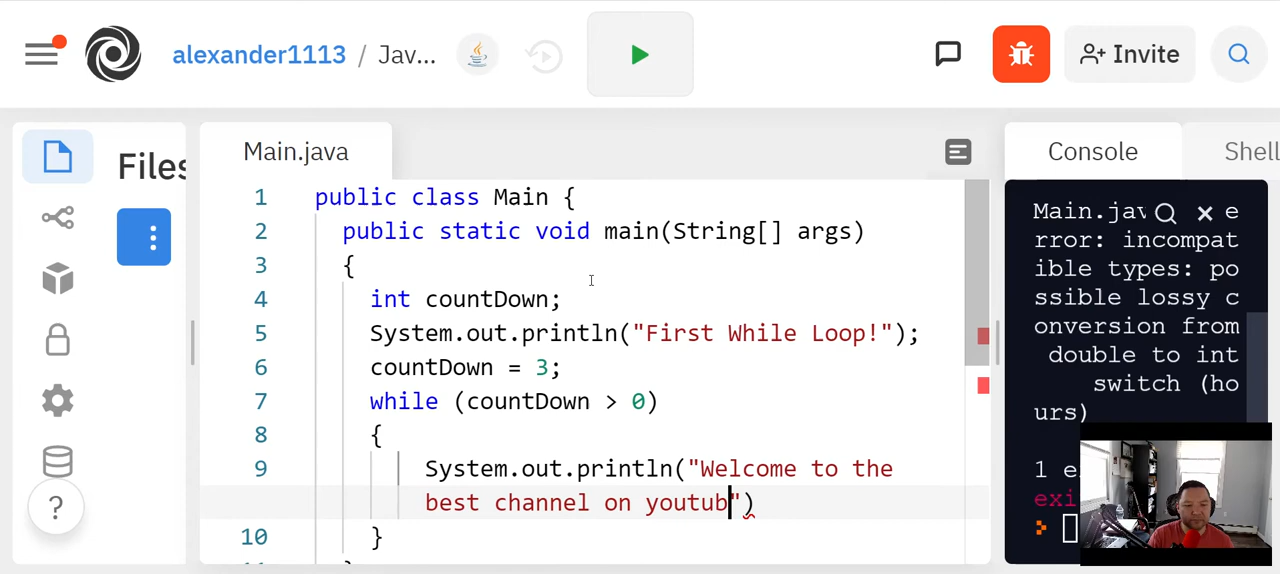 alexander1113 / Jav...
Invite
Files
Main.java
Console
Shell
1 public class Main {
2 public static void main(String[] args)
3 {
4 int countDown;
5 System.out.println("First While Loop!");
6 countDown = 3;
7 while (countDown > 0)
8 {
9 System.out.println("Welcome to the
best channel on youtub")
10 }
Main.jav e
rror: incompat
ible types: po
ssible lossy c
onversion from
double to int
switch (ho
urs)
1 e
exi
?